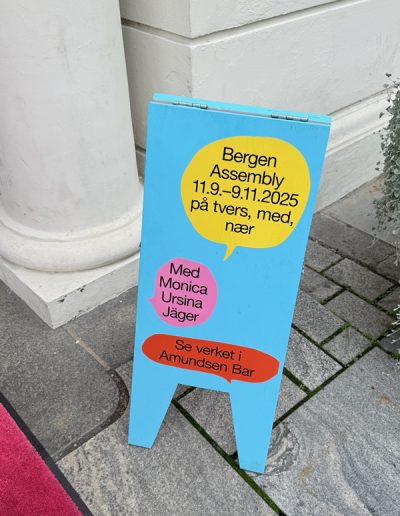 Bergen
Assembly
11.9.–9.11.2025
på tvers, med,
nær
Med
Monica
Ursina
Jäger
Se verket i
Amundsen Bar